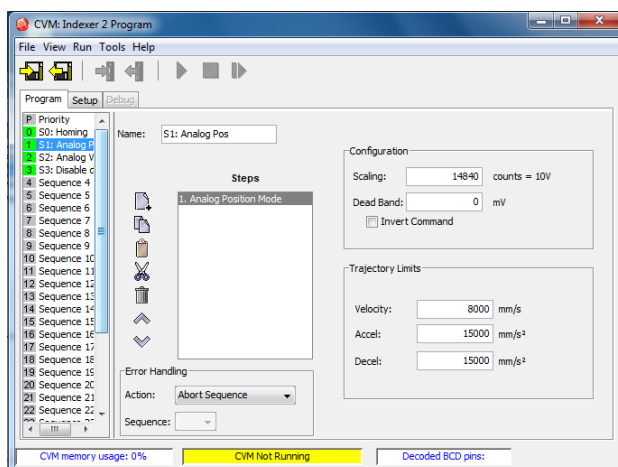 CVM: Indexer 2 Program
File View Run Tools Help
Program Setup Debug
P Priority
0 S0: Homing
1 S1: Analog P
2 S2: Analog V
3 S3: Disable c
4 Sequence 4
5 Sequence 5
6 Sequence 6
7 Sequence 7
8 Sequence 8
9 Sequence 9
10 Sequence 10
11 Sequence 11
12 Sequence 12
13 Sequence 13
14 Sequence 14
15 Sequence 15
16 Sequence 16
17 Sequence 17
18 Sequence 18
19 Sequence 19
20 Sequence 20
21 Sequence 21
22 Sequence 22
Name: S1: Analog Pos
Steps
1. Analog Position Mode
Error Handling
Action: Abort Sequence
Sequence:
Configuration
Scaling: 14840 counts = 10V
Dead Band: 0 mV
Invert Command
Trajectory Limits
Velocity: 8000 mm/s
Accel: 15000 mm/s²
Decel: 15000 mm/s²
CVM memory usage: 0% CVM Not Running Decoded BCD pins: